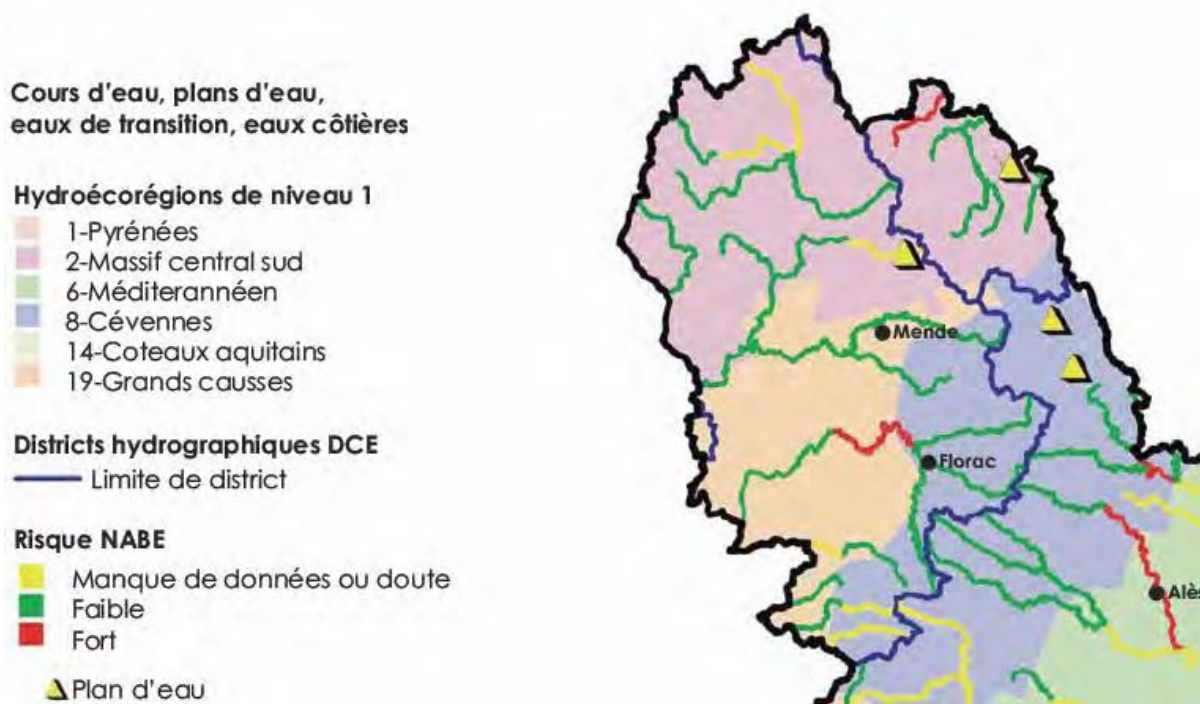 Cours d'eau, plans d'eau,
eaux de transition, eaux côtières
Hydroécorégions de niveau 1
1-Pyrénées
2-Massif central sud
6-Méditerannéen
8-Cévennes
14-Coteaux aquitains
19-Grands causses
Districts hydrographiques DCE
Limite de district
Risque NABE
Manque de données ou doute
Faible
Fort
Plan d'eau
Mende
Florac
Alès